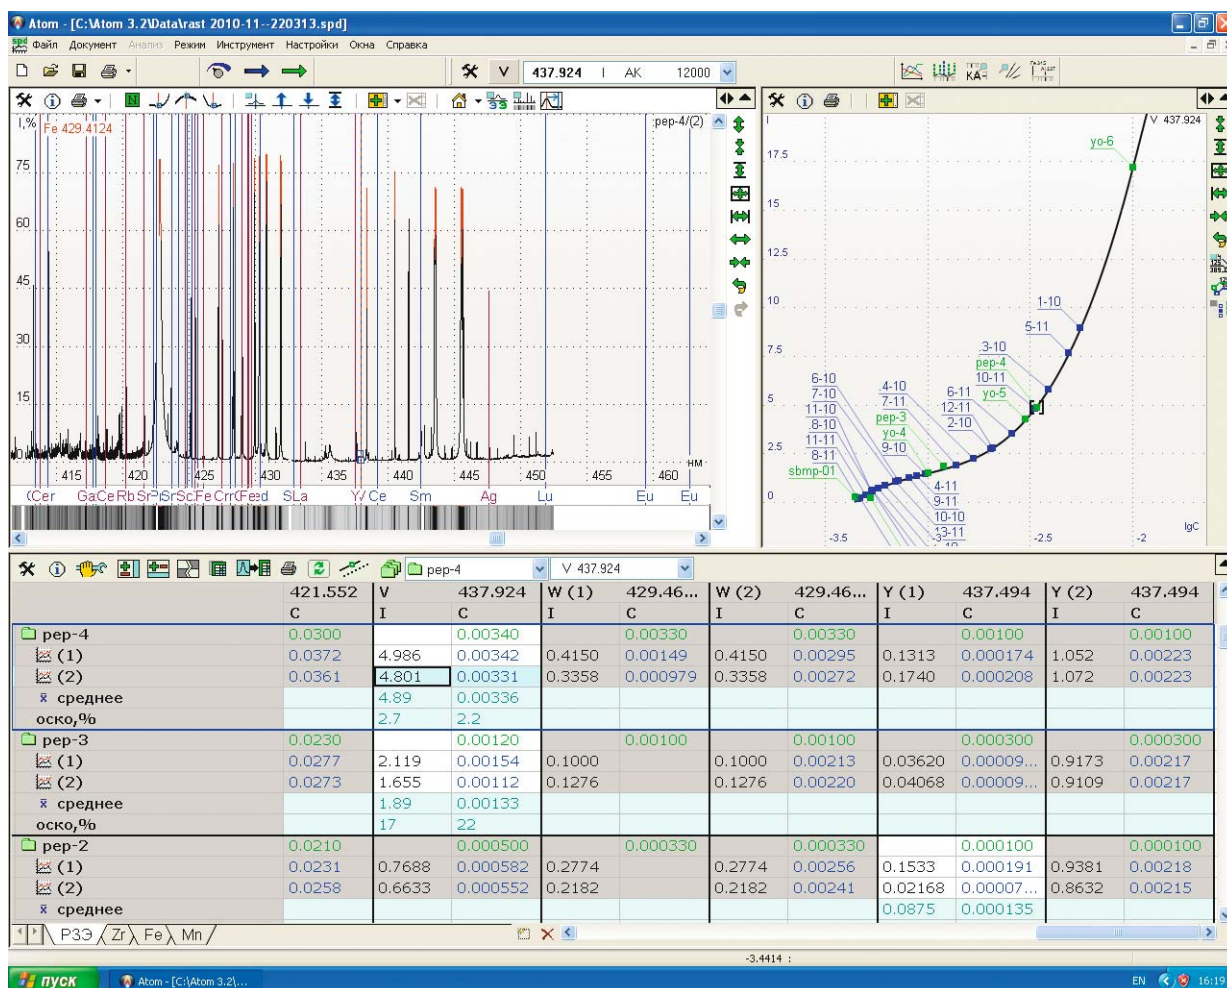 Atom - [C:\Atom 3.2\Data\rast 2010-11--220313.spd]
Файл Документ Анализ Режим Инструмент Настройки Окна Справка
V 437.924 I АК 12000
I,% Fe 429.4124 pep-4/(2)
75
60
45
30
15
0
415 420 425 430 435 440 445 450 455 460 нм
Rb Sm Ag Lu Eu Eu
I V 437.924
17.5
15
12.5
10
7.5
5
2.5
0
yo-6
1-10
5-11
3-10
pep-4
10-11
yo-5
6-11
12-11
2-10
4-10
7-11
pep-3
yo-4
9-10
6-10
7-10
11-10
8-10
11-11
8-11
sbmp-01
4-11
9-11
10-10
13-11
-3.5 -3 -2.5 -2 lgC
pep-4 V 437.924
421.552 V 437.924 W (1) 429.46... W (2) 429.46... Y (1) 437.494 Y (2) 437.494
C I C I C I C I C I C
pep-4 0.0300 0.00340 0.00330 0.00330 0.00100 0.00100
(1) 0.0372 4.986 0.00342 0.4150 0.00149 0.4150 0.00295 0.1313 0.000174 1.052 0.00223
(2) 0.0361 4.801 0.00331 0.3358 0.000979 0.3358 0.00272 0.1740 0.000208 1.072 0.00223
x̄ среднее 4.89 0.00336
оско,% 2.7 2.2
pep-3 0.0230 0.00120 0.00100 0.00100 0.000300 0.000300
(1) 0.0277 2.119 0.00154 0.1000 0.1000 0.00213 0.03620 0.00009... 0.9173 0.00217
(2) 0.0273 1.655 0.00112 0.1276 0.1276 0.00220 0.04068 0.00009... 0.9109 0.00217
x̄ среднее 1.89 0.00133
оско,% 17 22
pep-2 0.0210 0.000500 0.000330 0.000330 0.000100 0.000100
(1) 0.0231 0.7688 0.000582 0.2774 0.2774 0.00256 0.1533 0.000191 0.9381 0.00218
(2) 0.0258 0.6633 0.000552 0.2182 0.2182 0.00241 0.02168 0.00007... 0.8632 0.00215
x̄ среднее 0.0875 0.000135
РЗЭ Zr Fe Mn
-3.4414 :
пуск Atom - [C:\Atom 3.2\... EN 16:19